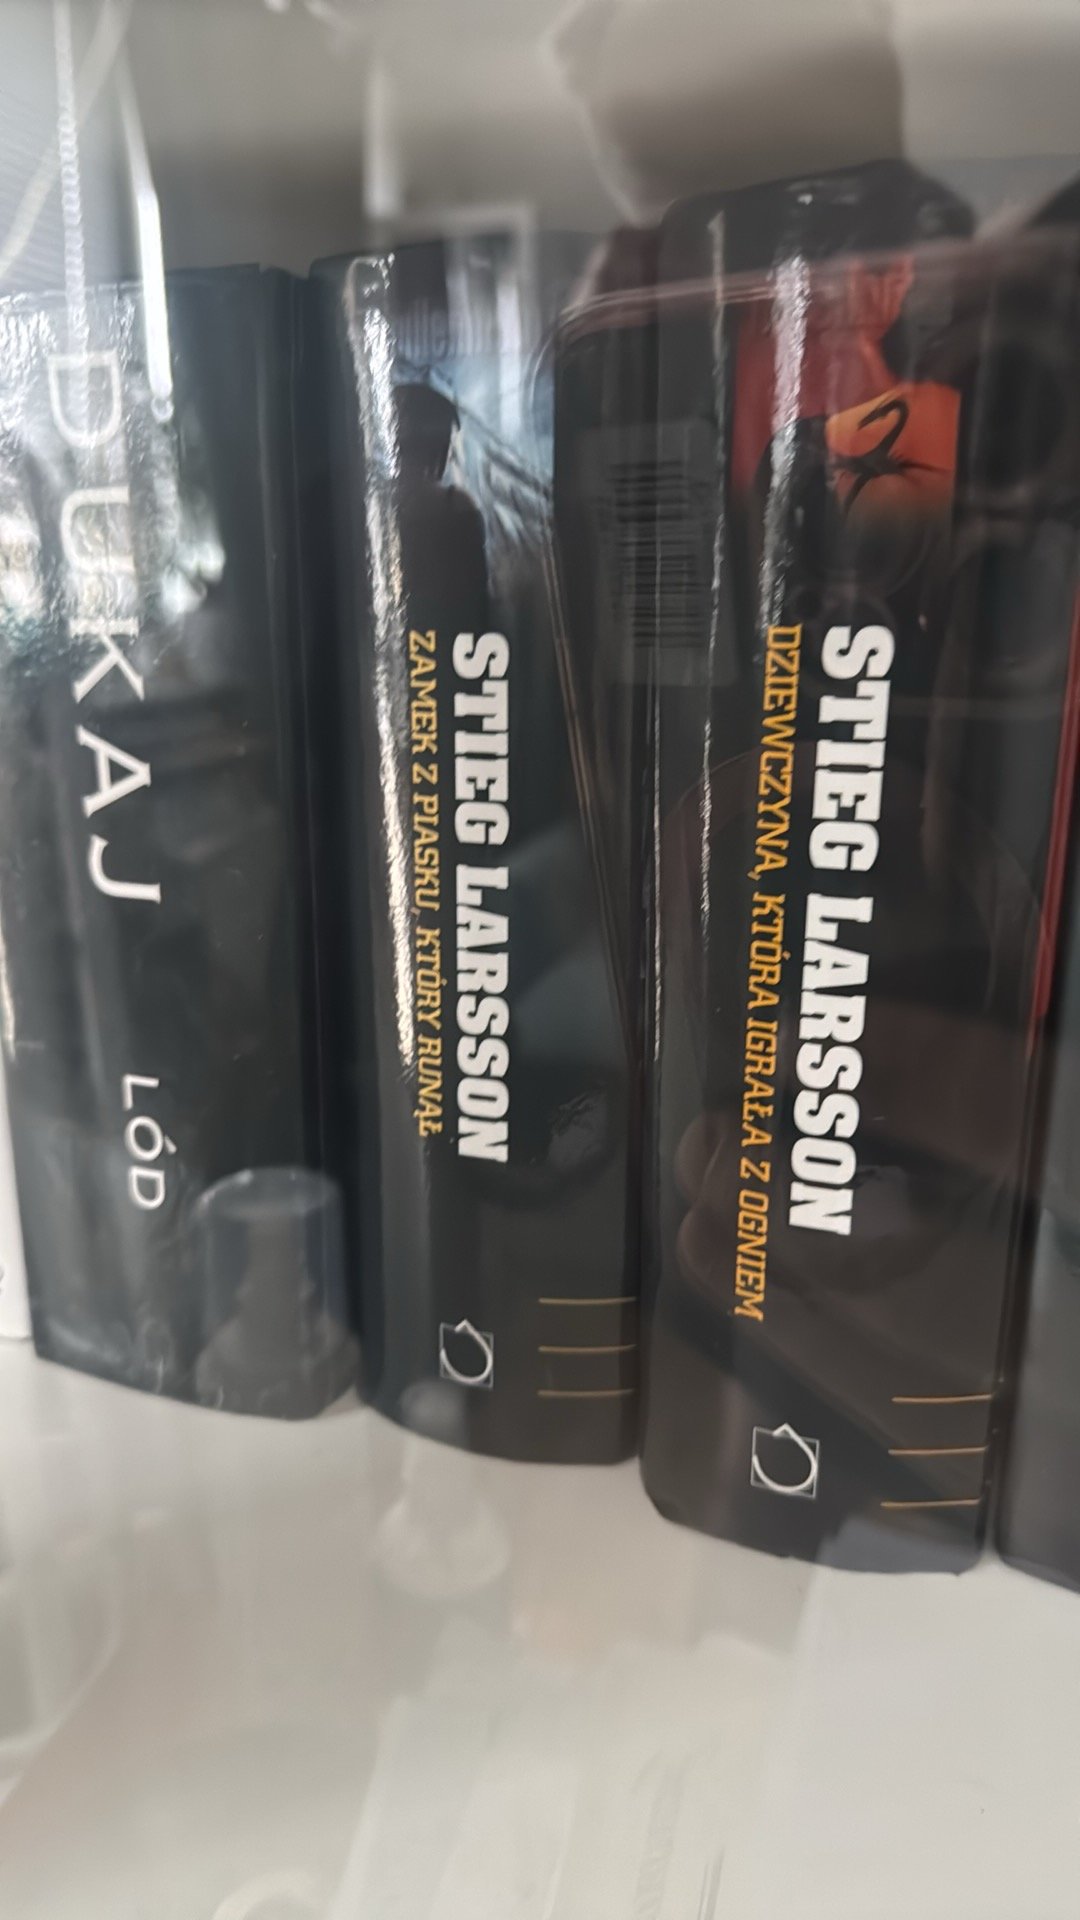 DUKAJ
LÓD
STIEG LARSSON
ZAMEK Z PIASKU, KTÓRY RUNĄŁ
STIEG LARSSON
DZIEWCZYNA, KTÓRA IGRAŁA Z OGNIEM